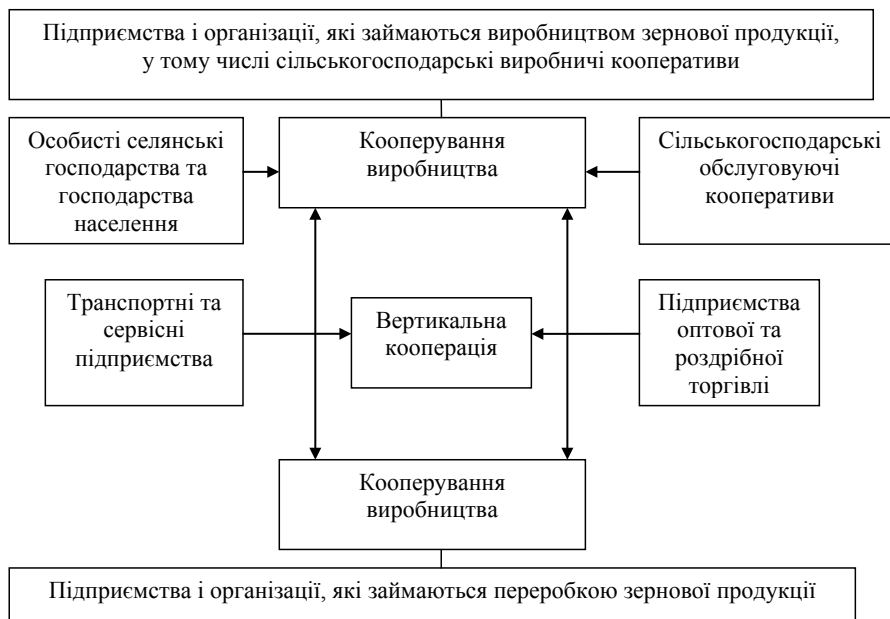 Підприємства і організації, які займаються виробництвом зернової продукції,
у тому числі сільськогосподарські виробничі кооперативи
Особисті селянські
господарства та
господарства
населення
Кооперування
виробництва
Сільськогосподарські
обслуговуючі
кооперативи
Транспортні та
сервісні
підприємства
Вертикальна
кооперація
Підприємства
оптової та
роздрібної
торгівлі
Кооперування
виробництва
Підприємства і організації, які займаються переробкою зернової продукції